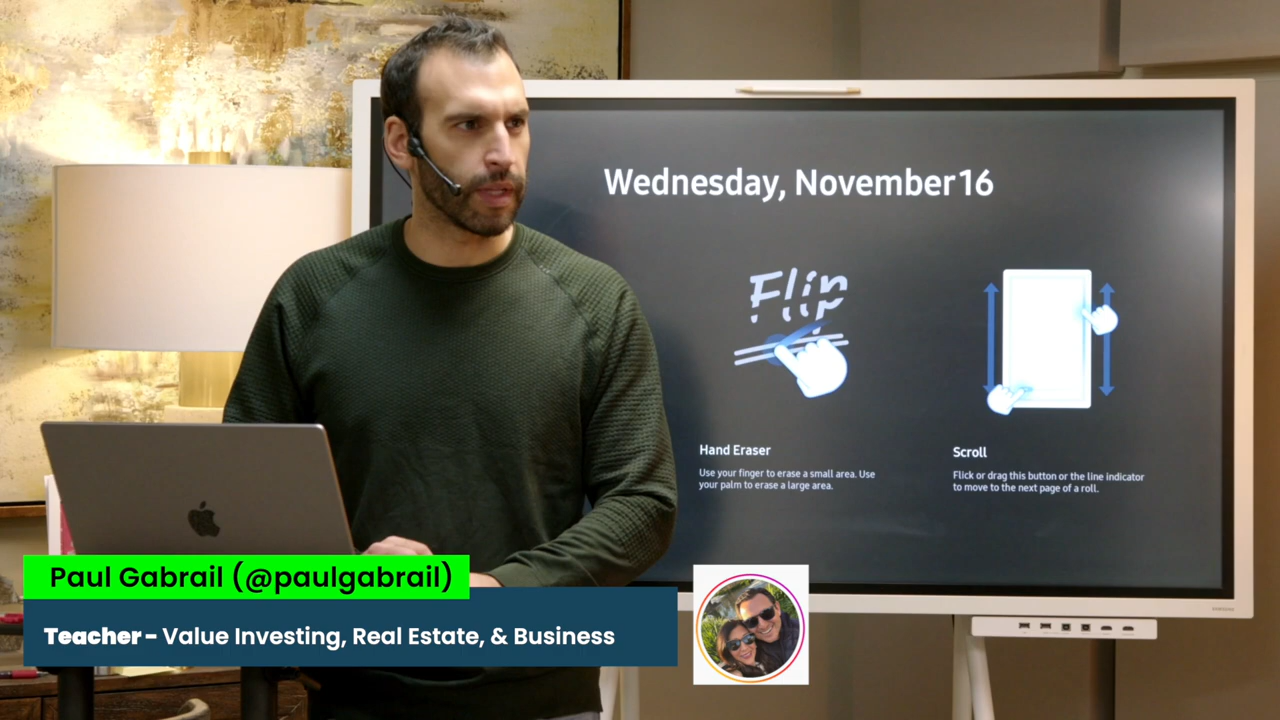 Wednesday, November 16
Flip
Hand Eraser
Use your finger to erase a small area. Use
your palm to erase a large area.
Scroll
Flick or drag this button or the line indicator
to move to the next page of a roll.
SAMSUNG
Paul Gabrail (@paulgabrail)
Teacher - Value Investing, Real Estate, & Business